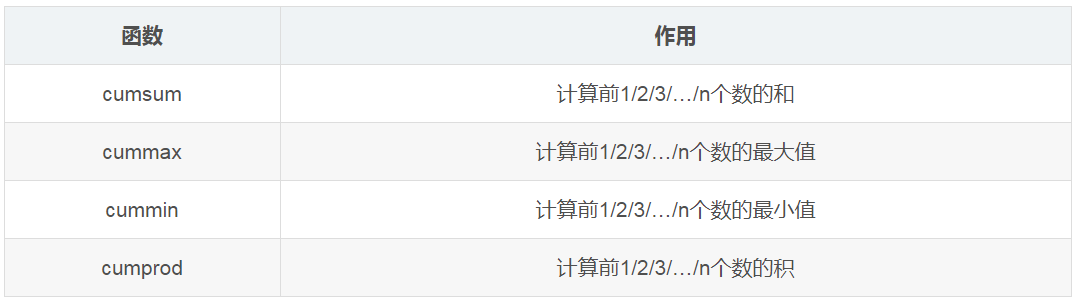 函数 作用
cumsum 计算前1/2/3/…/n个数的和
cummax 计算前1/2/3/…/n个数的最大值
cummin 计算前1/2/3/…/n个数的最小值
cumprod 计算前1/2/3/…/n个数的积